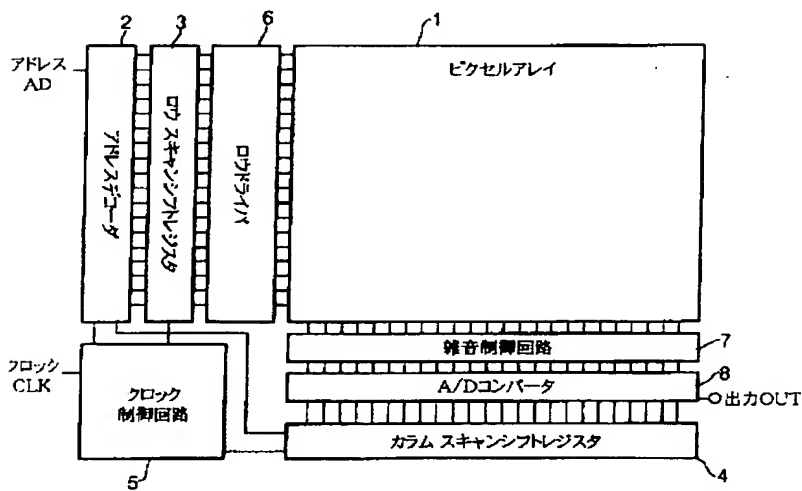 2
3
6
1
アドレス
AD
アドレスデコーダ
ロウ スキャンシフトレジスタ
ロウドライバ
ピクセルアレイ
雑音制御回路
7
A/Dコンバータ
8
出力OUT
クロック
CLK
クロック
制御回路
5
カラム スキャンシフトレジスタ
4